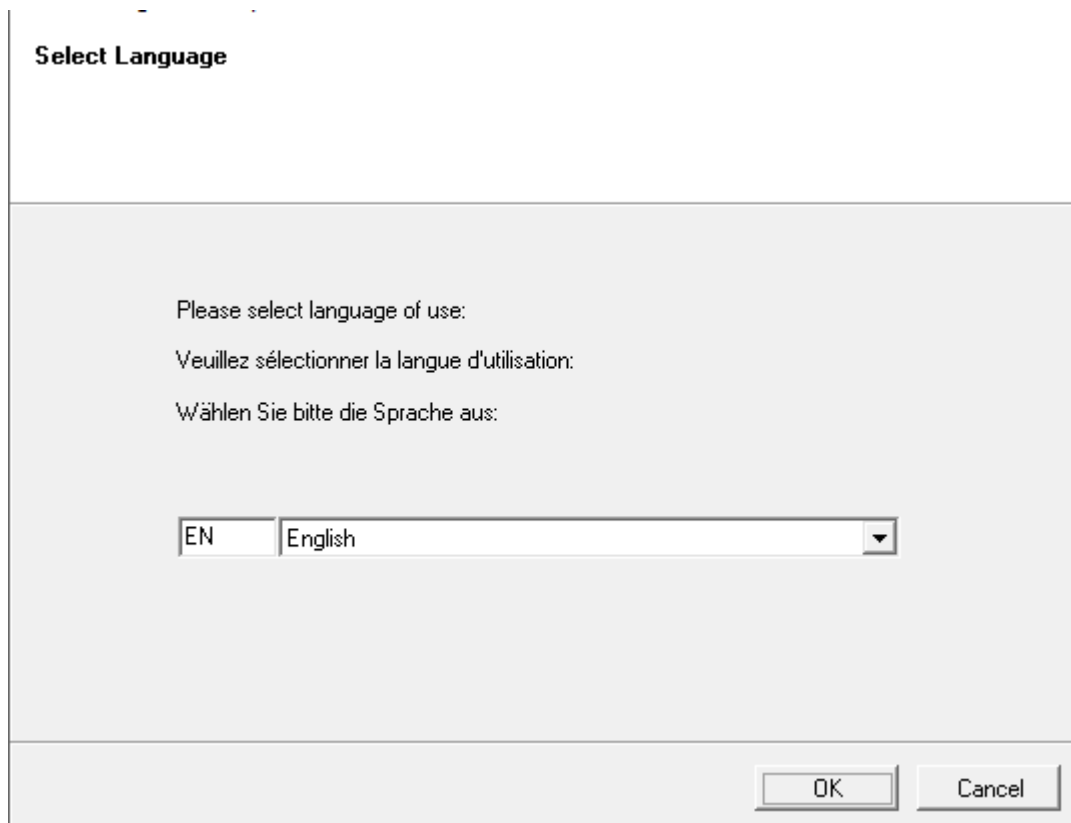 Select Language
Please select language of use:
Veuillez sélectionner la langue d'utilisation:
Wählen Sie bitte die Sprache aus:
EN English
OK Cancel